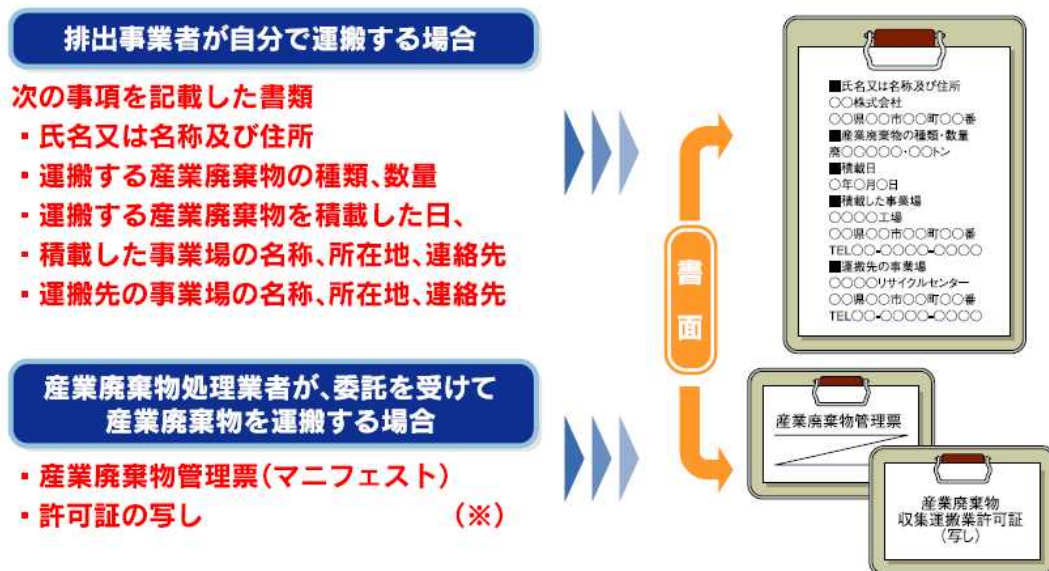 排出事業者が自分で運搬する場合
次の事項を記載した書類
・氏名又は名称及び住所
・運搬する産業廃棄物の種類、数量
・運搬する産業廃棄物を積載した日、
・積載した事業場の名称、所在地、連絡先
・運搬先の事業場の名称、所在地、連絡先
産業廃棄物処理業者が、委託を受けて
産業廃棄物を運搬する場合
・産業廃棄物管理票(マニフェスト)
・許可証の写し (※)
書面
■氏名又は名称及び住所
○○株式会社
○○県○○市○○町○○番
■産業廃棄物の種類・数量
廃○○○○○・○○トン
■積載日
○年○月○日
■積載した事業場
○○○○工場
○○県○○市○○町○○番
TEL○○-○○○○-○○○○
■運搬先の事業場
○○○○リサイクルセンター
○○県○○市○○町○○番
TEL○○-○○○○-○○○○
産業廃棄物管理票
産業廃棄物
収集運搬業許可証
(写し)